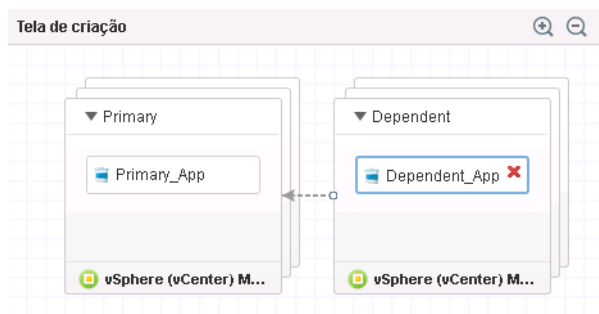 Tela de criação
Primary
Dependent
Primary_App
Dependent_App
vSphere (vCenter) M...
vSphere (vCenter) M...